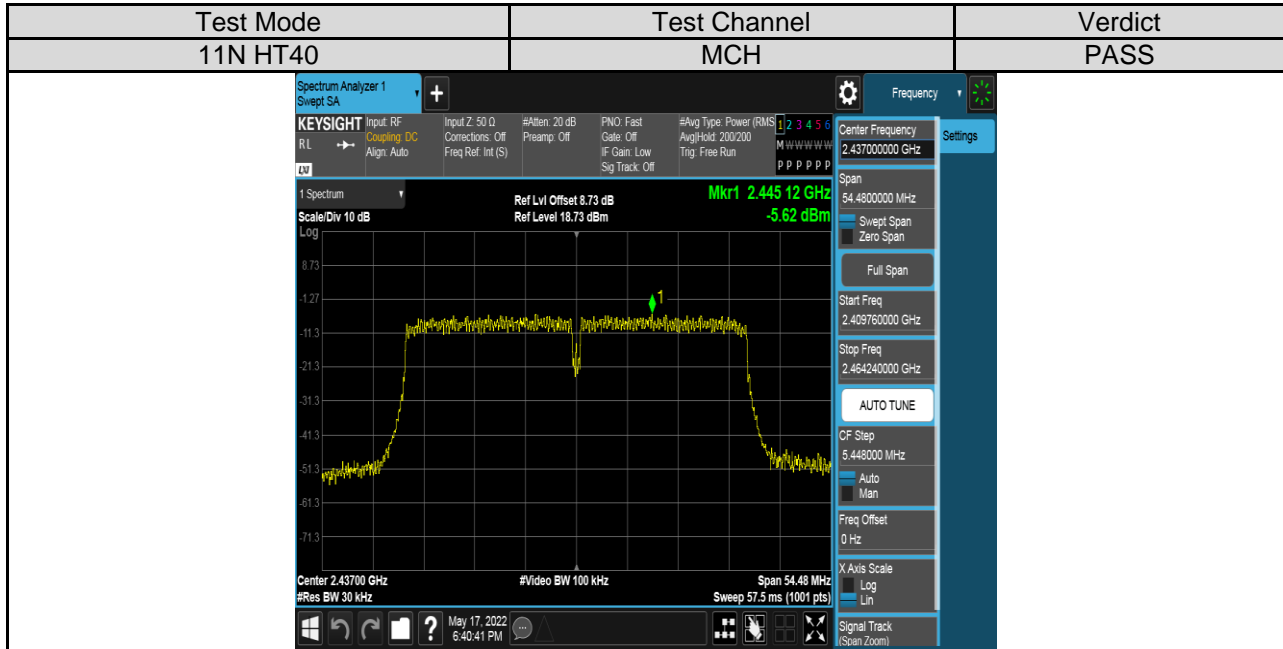 Test Mode Test Channel Verdict
11N HT40 MCH PASS
Spectrum Analyzer 1
Swept SA
+
Frequency
KEYSIGHT Input: RF Input Z: 50 Ω #Atten: 20 dB PNO: Fast #Avg Type: Power (RMS 1 2 3 4 5 6
RL Coupling: DC Corrections: Off Preamp: Off Gate: Off Avg|Hold: 200/200 M W W W W W
Align: Auto Freq Ref: Int (S) IF Gain: Low Trig: Free Run
LXI Sig Track: Off P P P P P P
1 Spectrum
Ref Lvl Offset 8.73 dB Mkr1 2.445 12 GHz
Scale/Div 10 dB Ref Level 18.73 dBm -5.62 dBm
Log
8.73
-1.27
1
-11.3
-21.3
-31.3
-41.3
-51.3
-61.3
-71.3
Center 2.43700 GHz #Video BW 100 kHz Span 54.48 MHz
#Res BW 30 kHz Sweep 57.5 ms (1001 pts)
? May 17, 2022
6:40:41 PM
Center Frequency
2.437000000 GHz
Settings
Span
54.4800000 MHz
Swept Span
Zero Span
Full Span
Start Freq
2.409760000 GHz
Stop Freq
2.464240000 GHz
AUTO TUNE
CF Step
5.448000 MHz
Auto
Man
Freq Offset
0 Hz
X Axis Scale
Log
Lin
Signal Track
(Span Zoom)